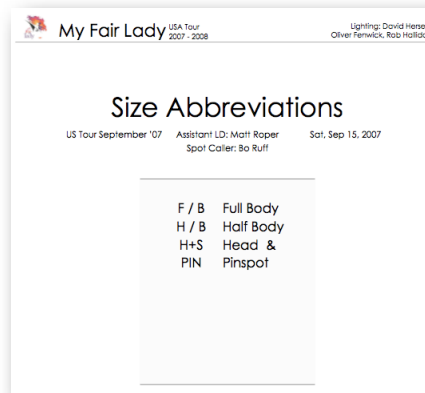 My Fair Lady USA Tour
2007 - 2008
Lighting: David Herse
Oliver Fenwick, Rob Hallida
Size Abbreviations
US Tour September '07 Assistant LD: Matt Roper Sat, Sep 15, 2007
Spot Caller: Bo Ruff
F / B Full Body
H / B Half Body
H+S Head &
PIN Pinspot